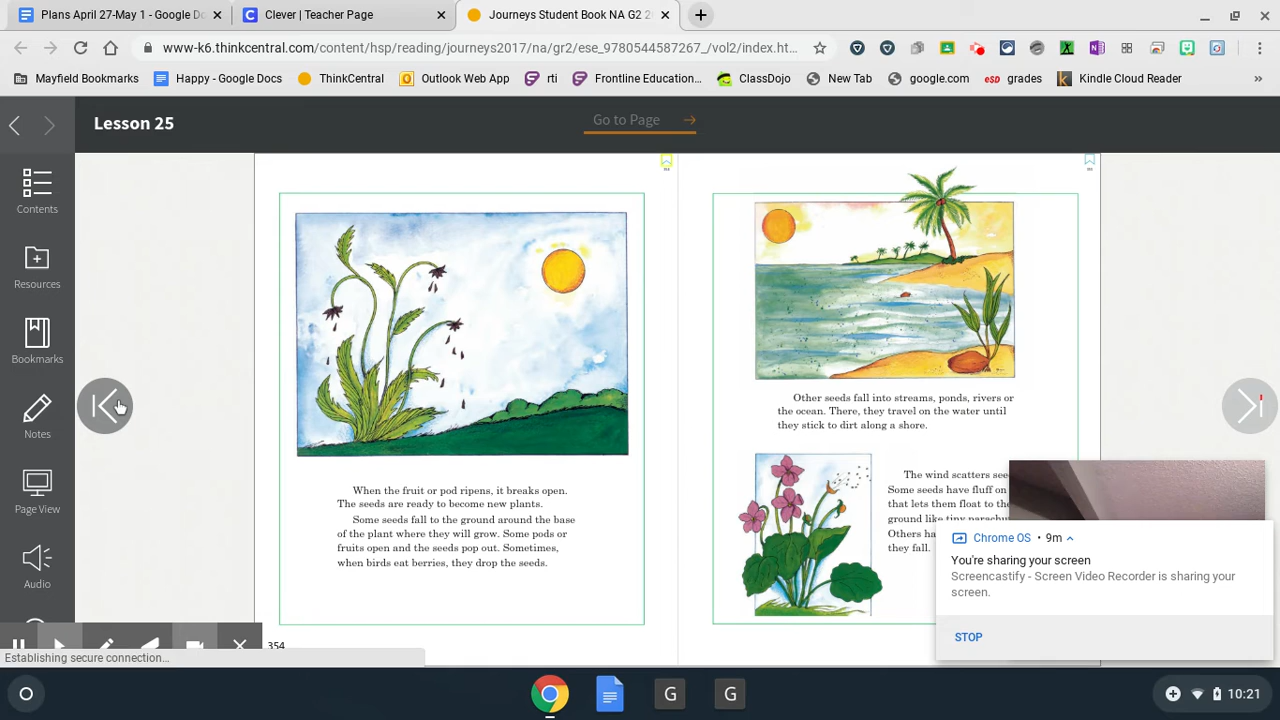 Plans April 27-May 1 - Google Do
Clever | Teacher Page
Journeys Student Book NA G2 2
www-k6.thinkcentral.com/content/hsp/reading/journeys2017/na/gr2/ese_9780544587267_/vol2/index.ht...
Mayfield Bookmarks
Happy - Google Docs
ThinkCentral
Outlook Web App
rti
Frontline Education...
ClassDojo
New Tab
google.com
esD grades
Kindle Cloud Reader
»
Lesson 25
Go to Page
Contents
Resources
Bookmarks
Notes
Page View
Audio
When the fruit or pod ripens, it breaks open.
The seeds are ready to become new plants.
Some seeds fall to the ground around the base
of the plant where they will grow. Some pods or
fruits open and the seeds pop out. Sometimes,
when birds eat berries, they drop the seeds.
354
Other seeds fall into streams, ponds, rivers or
the ocean. There, they travel on the water until
they stick to dirt along a shore.
The wind scatters see
Some seeds have fluff on
that lets them float to the
ground like tiny parachu
Others ha
they fall.
Chrome OS • 9m
You're sharing your screen
Screencastify - Screen Video Recorder is sharing your
screen.
STOP
Establishing secure connection...
G
G
10:21